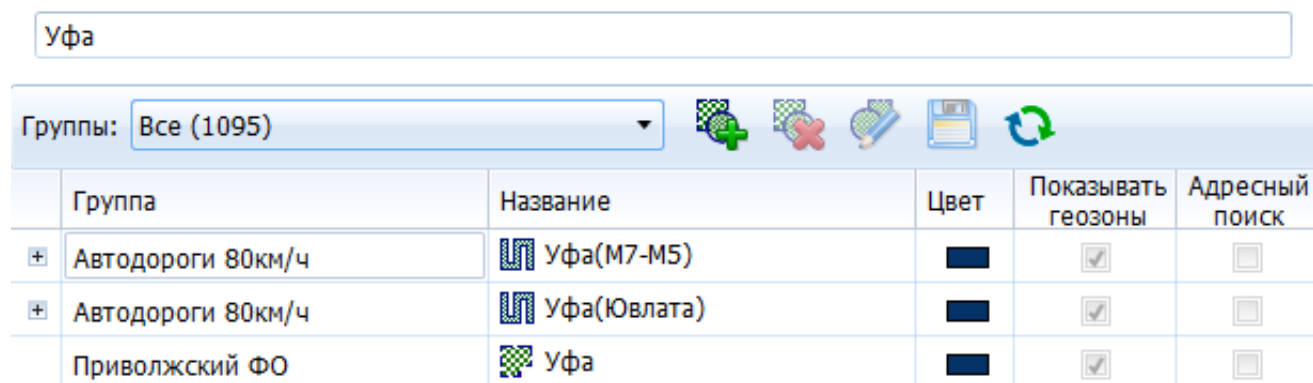 Уфа
Группы: Все (1095)
Группа Название Цвет Показывать геозоны Адресный поиск
Автодороги 80км/ч Уфа(М7-М5)
Автодороги 80км/ч Уфа(Ювлата)
Приволжский ФО Уфа